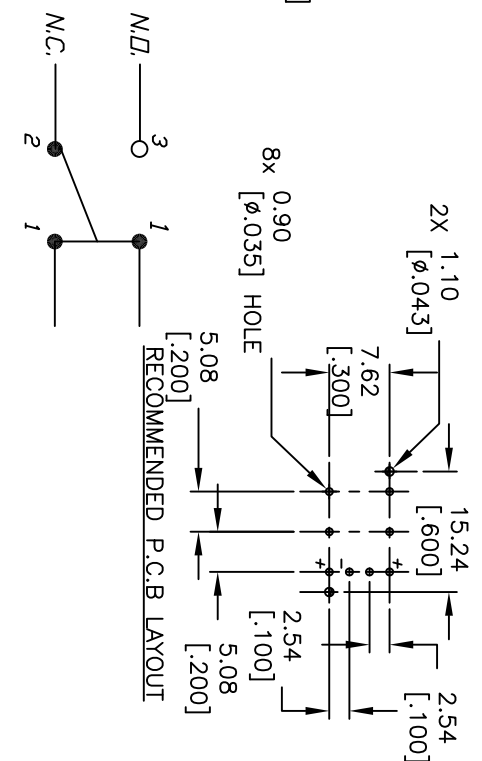 ]
N.O.
N.C.
3
2
1
1
8x 0.90
[ø.035] HOLE
2X 1.10
[ø.043]
7.62
[.300]
15.24
[.600]
5.08
[.200]
+
-
+
2.54
[.100]
5.08
[.200]
2.54
[.100]
RECOMMENDED P.C.B LAYOUT